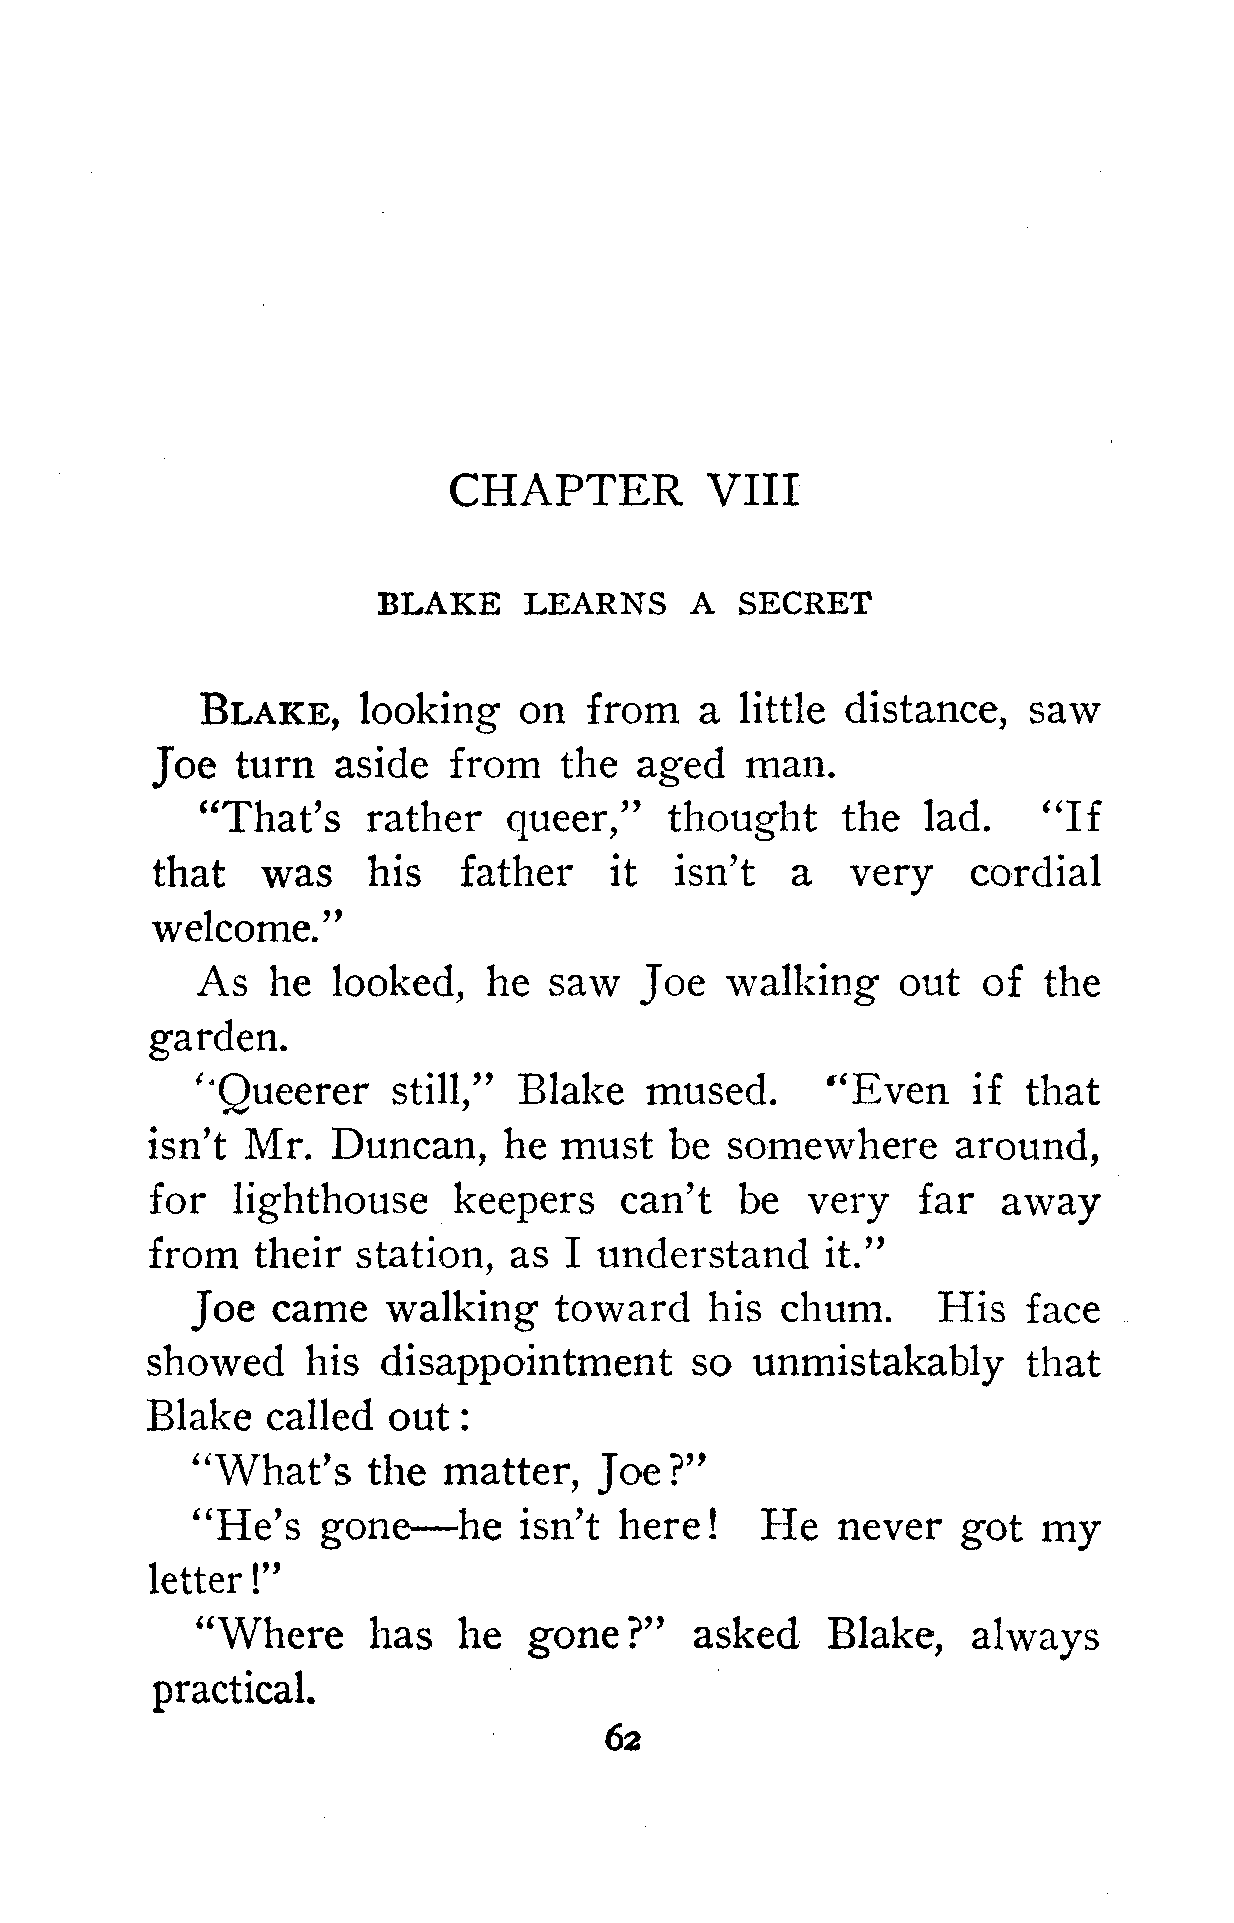 CHAPTER VIII
BLAKE LEARNS A SECRET
BLAKE, looking on from a little distance, saw
Joe turn aside from the aged man.
"That's rather queer," thought the lad. "If
that was his father it isn't a very cordial
welcome."
As he looked, he saw Joe walking out of the
garden.
"Queerer still," Blake mused. "Even if that
isn't Mr. Duncan, he must be somewhere around,
for lighthouse keepers can't be very far away
from their station, as I understand it."
Joe came walking toward his chum. His face
showed his disappointment so unmistakably that
Blake called out:
"What's the matter, Joe?"
"He's gone—he isn't here! He never got my
letter!"
"Where has he gone?" asked Blake, always
practical.
62